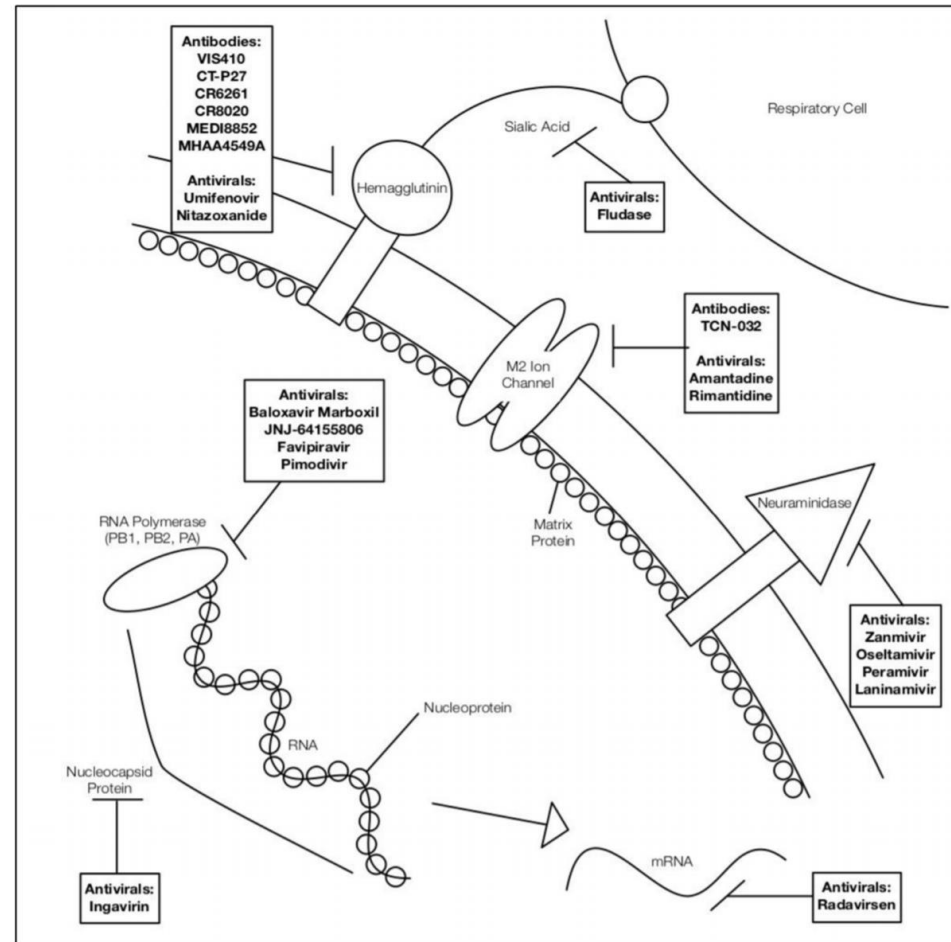 Antibodies:
VIS410
CT-P27
CR6261
CR8020
MEDI8852
MHAA4549A
Antivirals:
Umifenovir
Nitazoxanide
Hemagglutinin
Sialic Acid
Respiratory Cell
Antivirals:
Fludase
Antibodies:
TCN-032
Antivirals:
Amantadine
Rimantidine
M2 Ion
Channel
Antivirals:
Baloxavir Marboxil
JNJ-64155806
Favipiravir
Pimodivir
RNA Polymerase
(PB1, PB2, PA)
Matrix
Protein
Neuraminidase
Antivirals:
Zanmivir
Oseltamivir
Peramivir
Laninamivir
Nucleoprotein
RNA
Nucleocapsid
Protein
Antivirals:
Ingavirin
mRNA
Antivirals:
Radavirsen